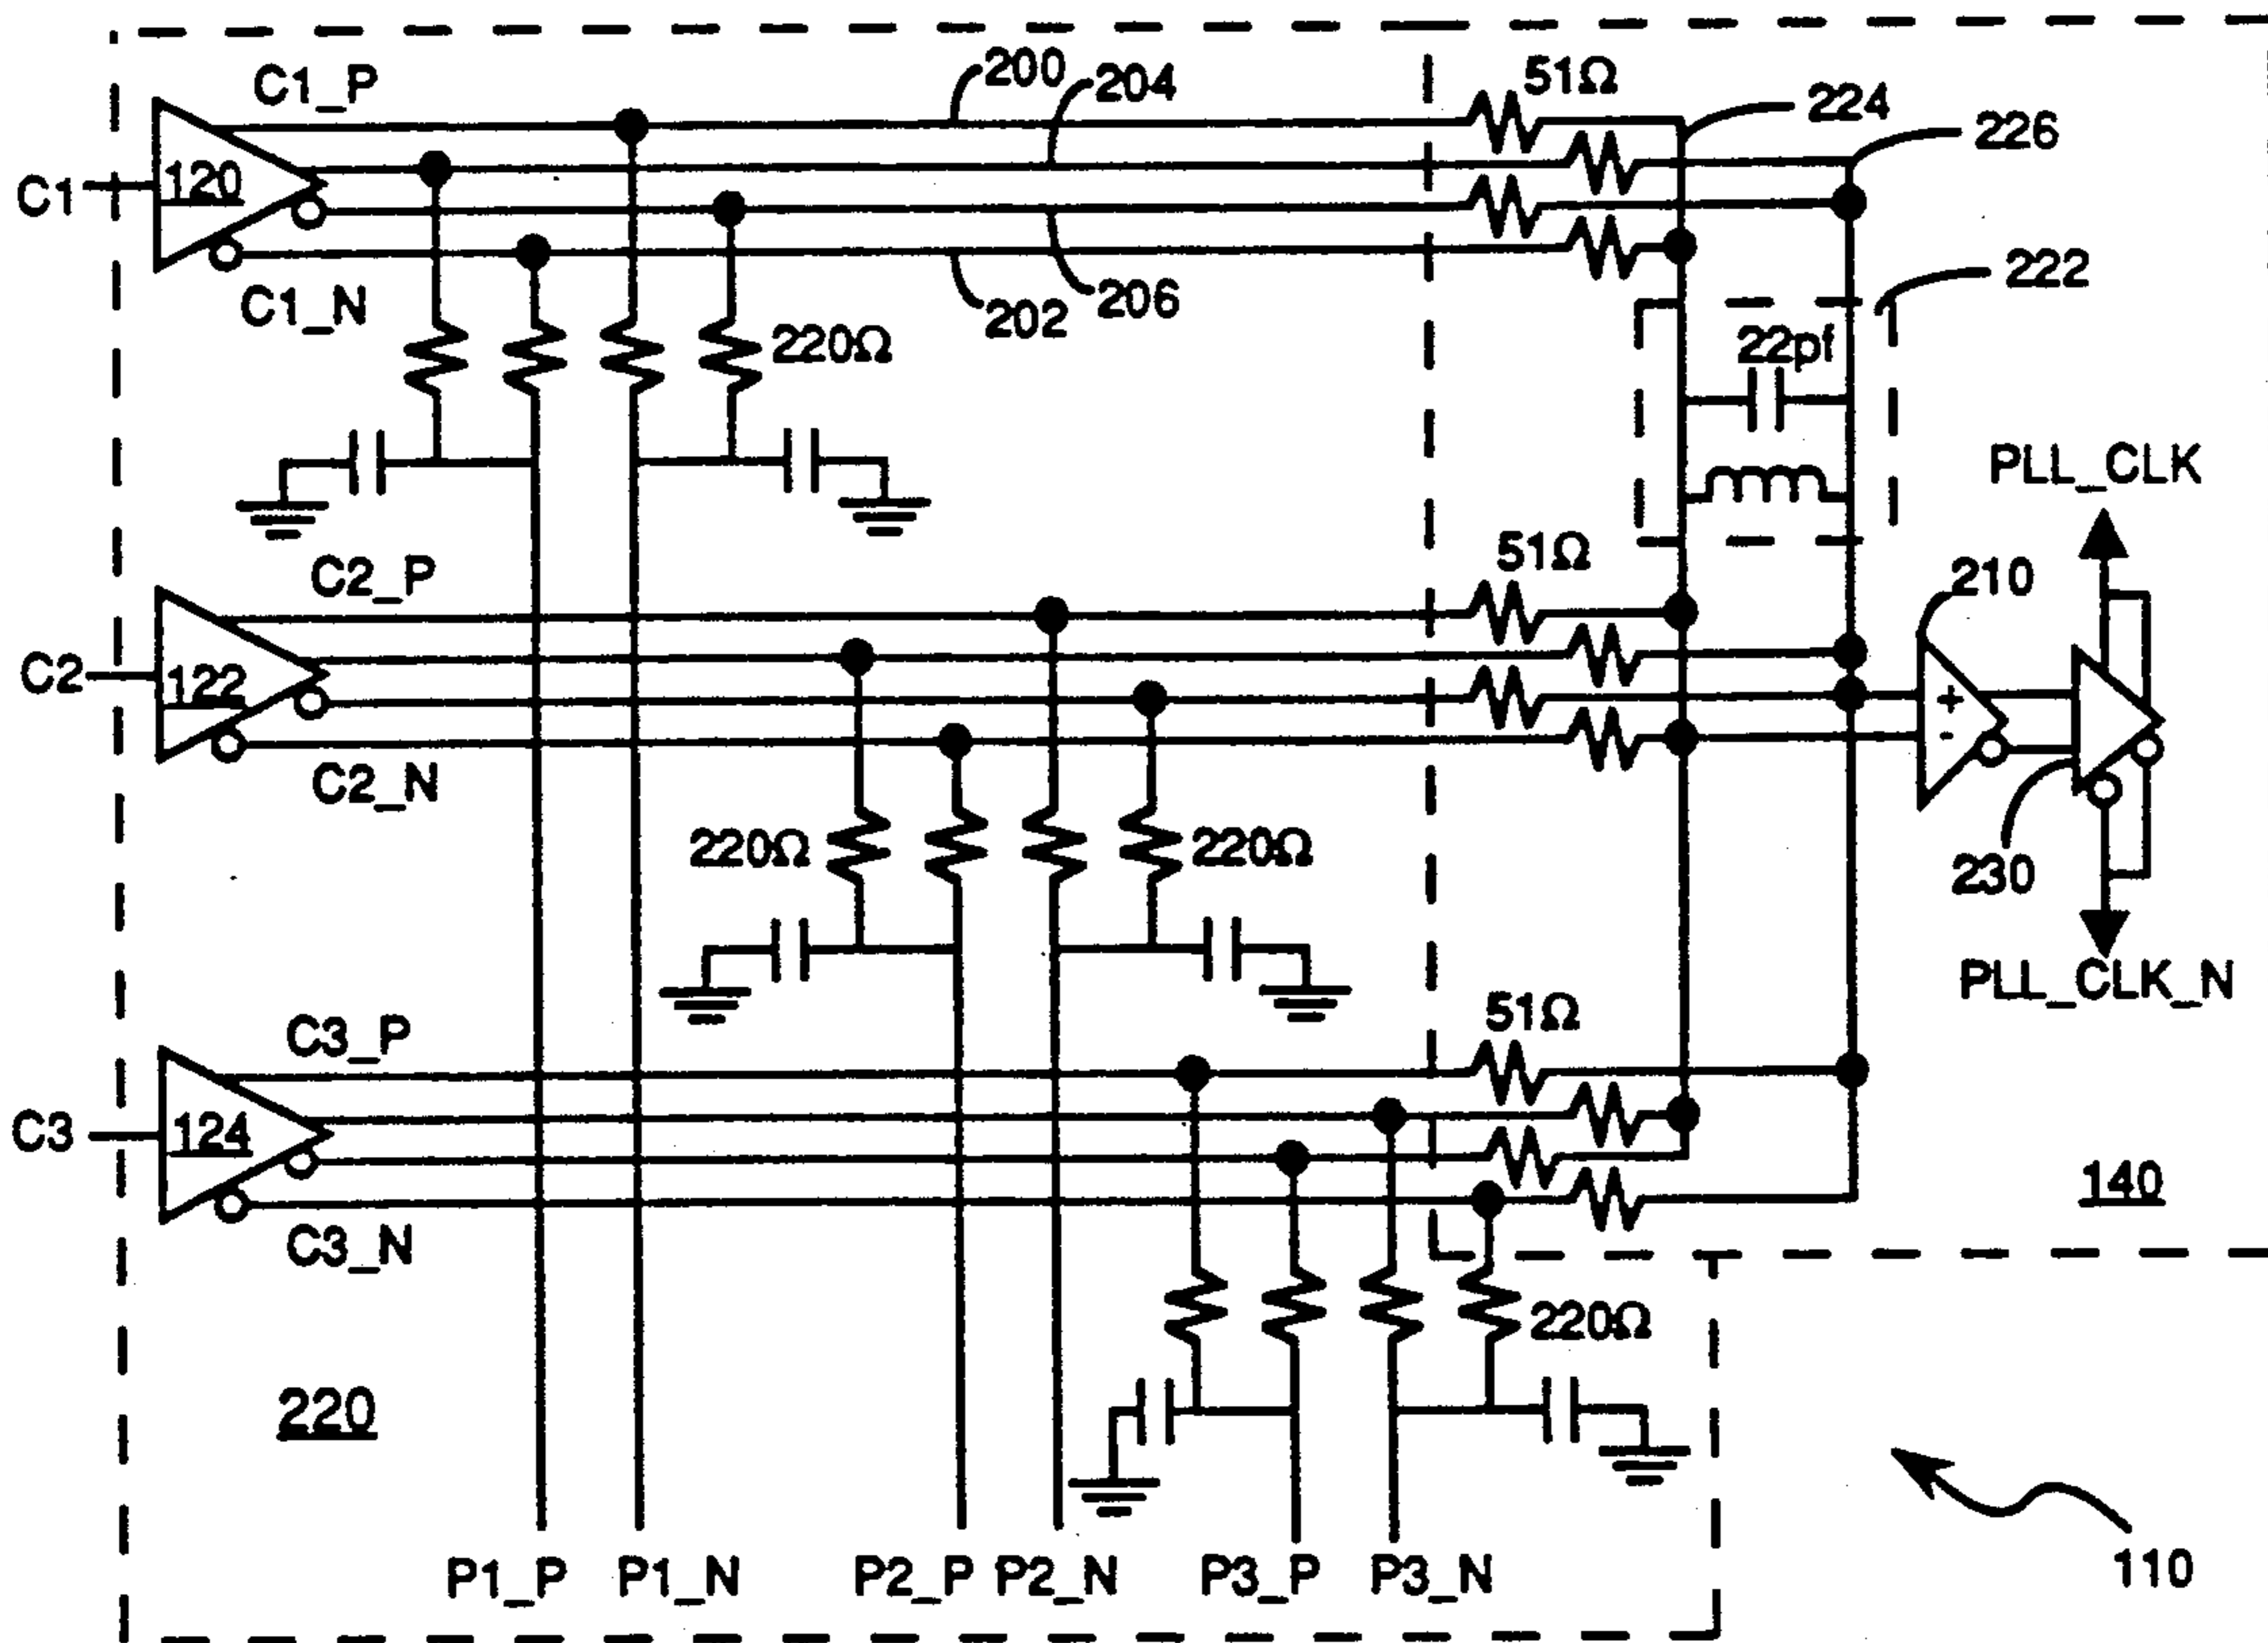 C1_P
200
204
51Ω
224
226
C1
120
C1_N
202
206
222
220Ω
22pf
PLL_CLK
C2_P
51Ω
210
C2
122
C2_N
220Ω
220Ω
230
PLL_CLK_N
C3_P
51Ω
C3
124
C3_N
140
220Ω
220
P1_P
P1_N
P2_P
P2_N
P3_P
P3_N
110
+
-